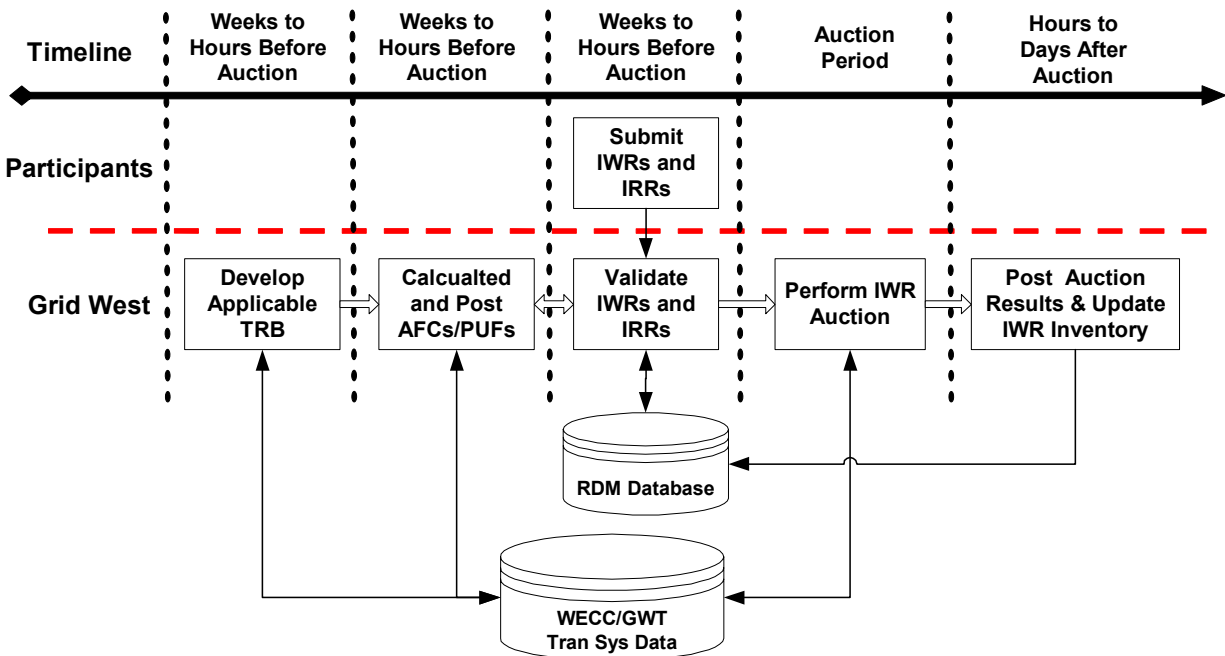 Timeline
Weeks to
Hours Before
Auction
Weeks to
Hours Before
Auction
Weeks to
Hours Before
Auction
Auction
Period
Hours to
Days After
Auction
Participants
Submit
IWRs and
IRRs
Grid West
Develop
Applicable
TRB
Calcualted
and Post
AFCs/PUFs
Validate
IWRs and
IRRs
Perform IWR
Auction
Post Auction
Results & Update
IWR Inventory
RDM Database
WECC/GWT
Tran Sys Data